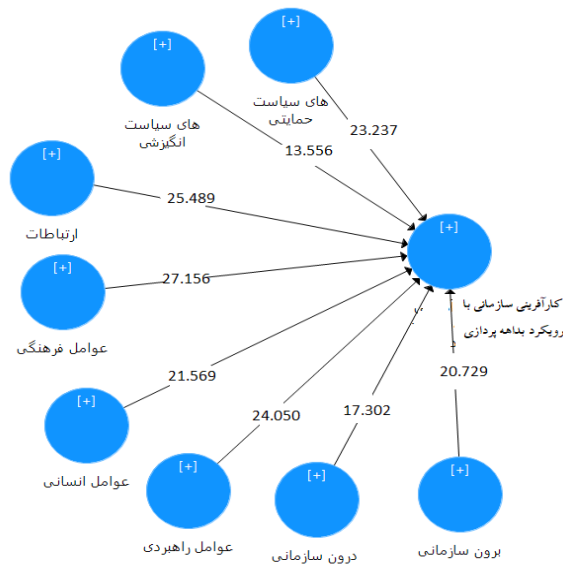 [+]
های سیاست
حمایتی
[+]
های سیاست
انگیزشی
23.237
13.556
[+]
ارتباطات
25.489
[+]
کارآفرینی سازمانی با
رویکرد بداهه پردازی
[+]
عوامل فرهنگی
27.156
[+]
عوامل انسانی
21.569
[+]
عوامل راهبردی
24.050
[+]
درون سازمانی
17.302
[+]
برون سازمانی
20.729